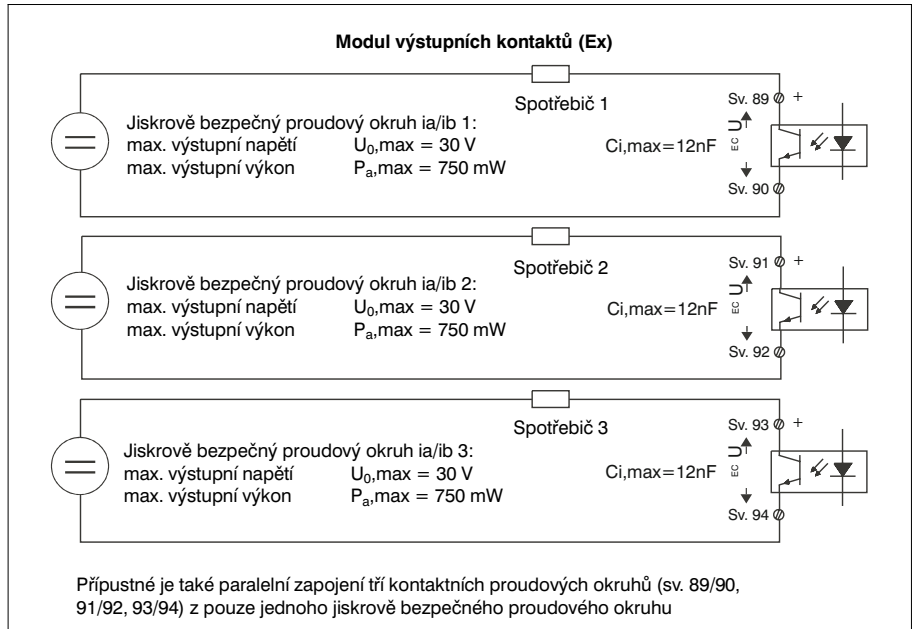 Modul výstupních kontaktů (Ex)
Spotřebič 1
Sv. 89 +
Jiskrově bezpečný proudový okruh ia/ib 1:
max. výstupní napětí U0,max = 30 V
max. výstupní výkon Pa,max = 750 mW
Ci,max=12nF
EC U
Sv. 90
Spotřebič 2
Sv. 91 +
Jiskrově bezpečný proudový okruh ia/ib 2:
max. výstupní napětí U0,max = 30 V
max. výstupní výkon Pa,max = 750 mW
Ci,max=12nF
EC U
Sv. 92
Spotřebič 3
Sv. 93 +
Jiskrově bezpečný proudový okruh ia/ib 3:
max. výstupní napětí U0,max = 30 V
max. výstupní výkon Pa,max = 750 mW
Ci,max=12nF
EC U
Sv. 94
Přípustné je také paralelní zapojení tří kontaktních proudových okruhů (sv. 89/90,
91/92, 93/94) z pouze jednoho jiskrově bezpečného proudového okruhu